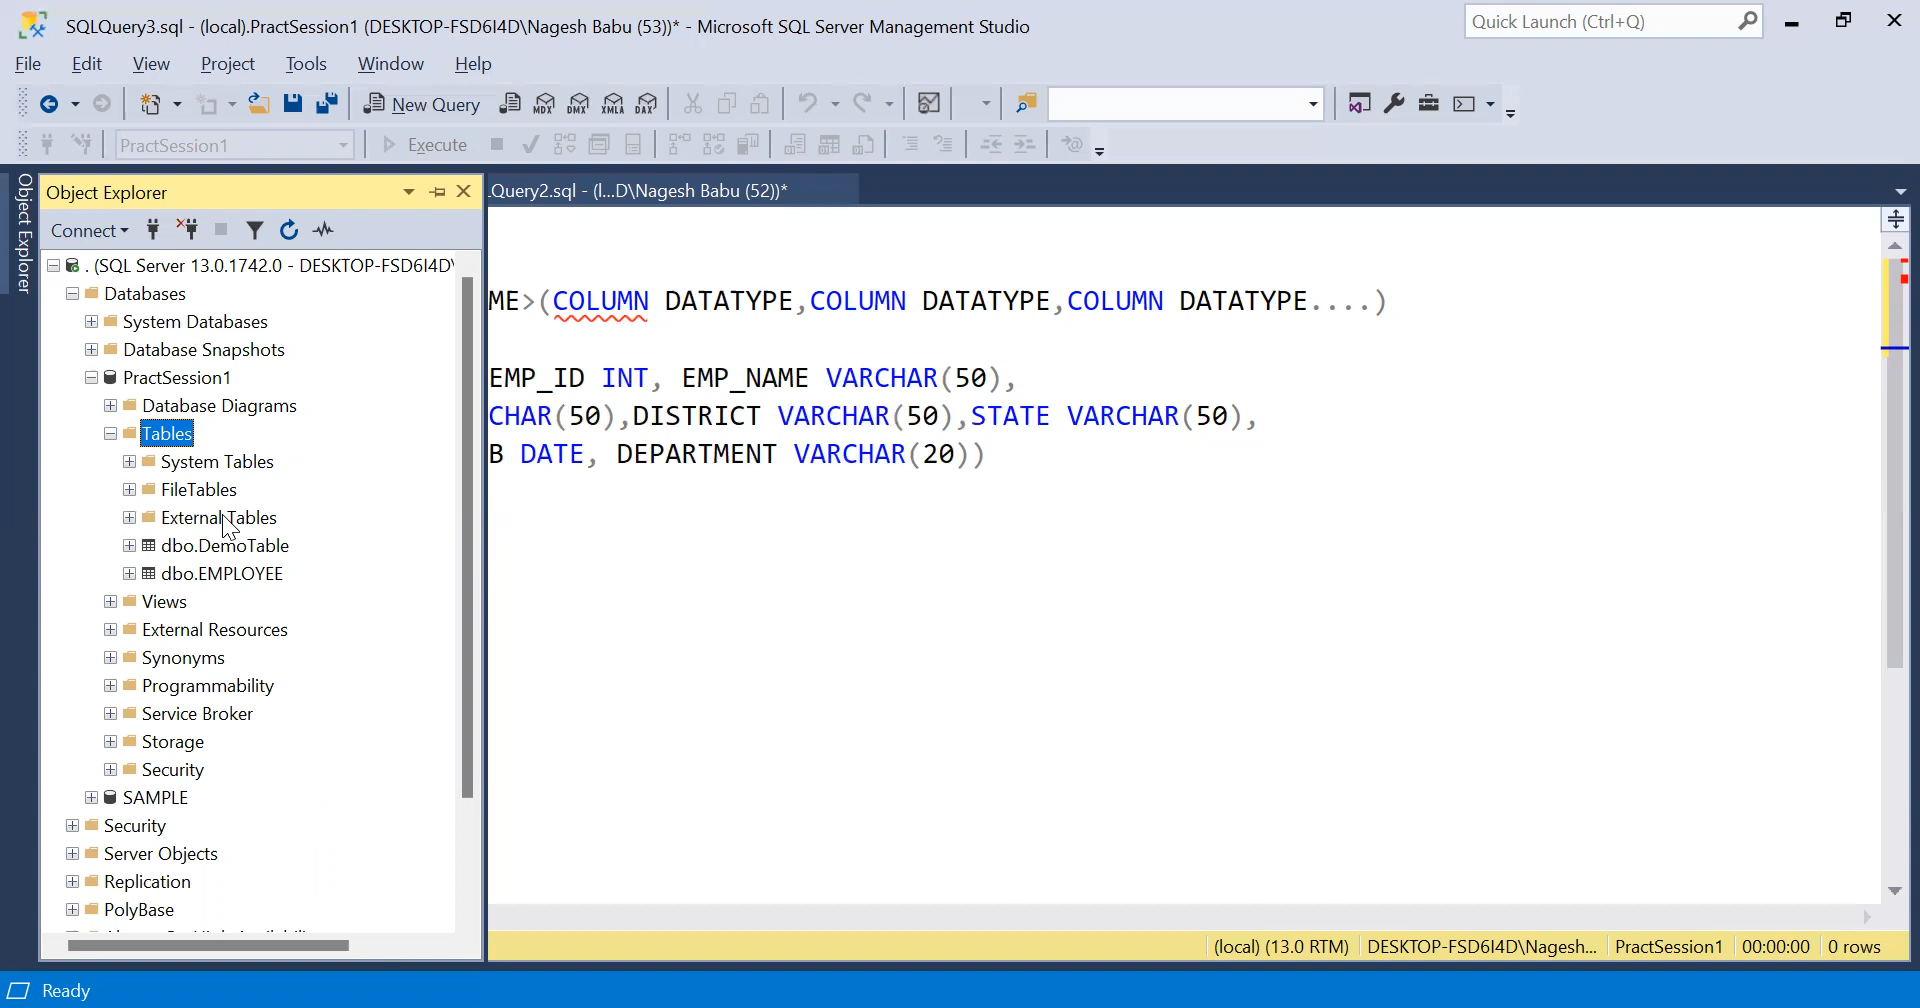 SQLQuery3.sql - (local).PractSession1 (DESKTOP-FSD6I4D\Nagesh Babu (53))* - Microsoft SQL Server Management Studio
Quick Launch (Ctrl+Q)
File Edit View Project Tools Window Help
New Query MDX DMX XMLA DAX
PractSession1 Execute
Object Explorer
Object Explorer
.Query2.sql - (l...D\Nagesh Babu (52))*
Connect
. (SQL Server 13.0.1742.0 - DESKTOP-FSD6I4D\
Databases
System Databases
Database Snapshots
PractSession1
Database Diagrams
Tables
System Tables
FileTables
External Tables
dbo.DemoTable
dbo.EMPLOYEE
Views
External Resources
Synonyms
Programmability
Service Broker
Storage
Security
SAMPLE
Security
Server Objects
Replication
PolyBase
ME>(COLUMN DATATYPE,COLUMN DATATYPE,COLUMN DATATYPE....)
EMP_ID INT, EMP_NAME VARCHAR(50),
CHAR(50),DISTRICT VARCHAR(50),STATE VARCHAR(50),
B DATE, DEPARTMENT VARCHAR(20))
(local) (13.0 RTM) DESKTOP-FSD6I4D\Nagesh... PractSession1 00:00:00 0 rows
Ready